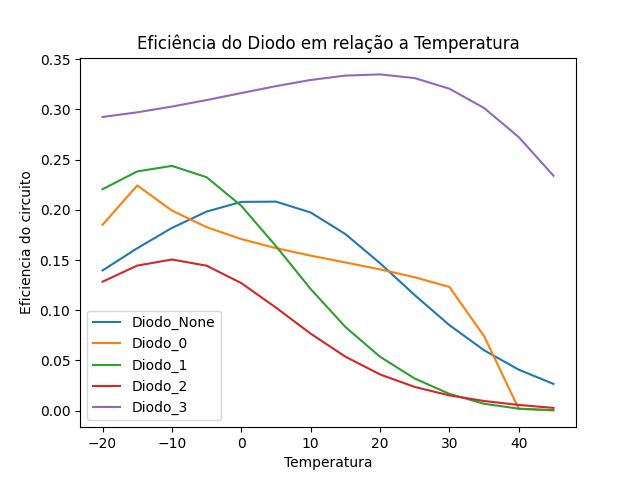 Eficiência do Diodo em relação a Temperatura
Eficiencia do circuito
0.35
0.30
0.25
0.20
0.15
0.10
0.05
0.00
Diodo_None
Diodo_0
Diodo_1
Diodo_2
Diodo_3
−20
−10
0
10
20
30
40
Temperatura